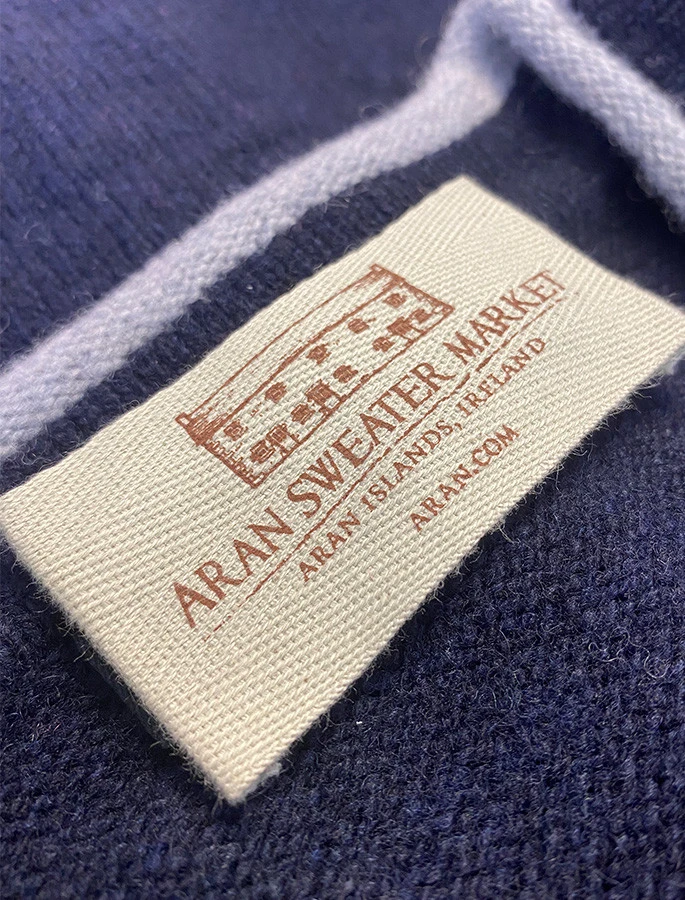 ARAN SWEATER MARKET
ARAN ISLANDS, IRELAND
ARAN.COM